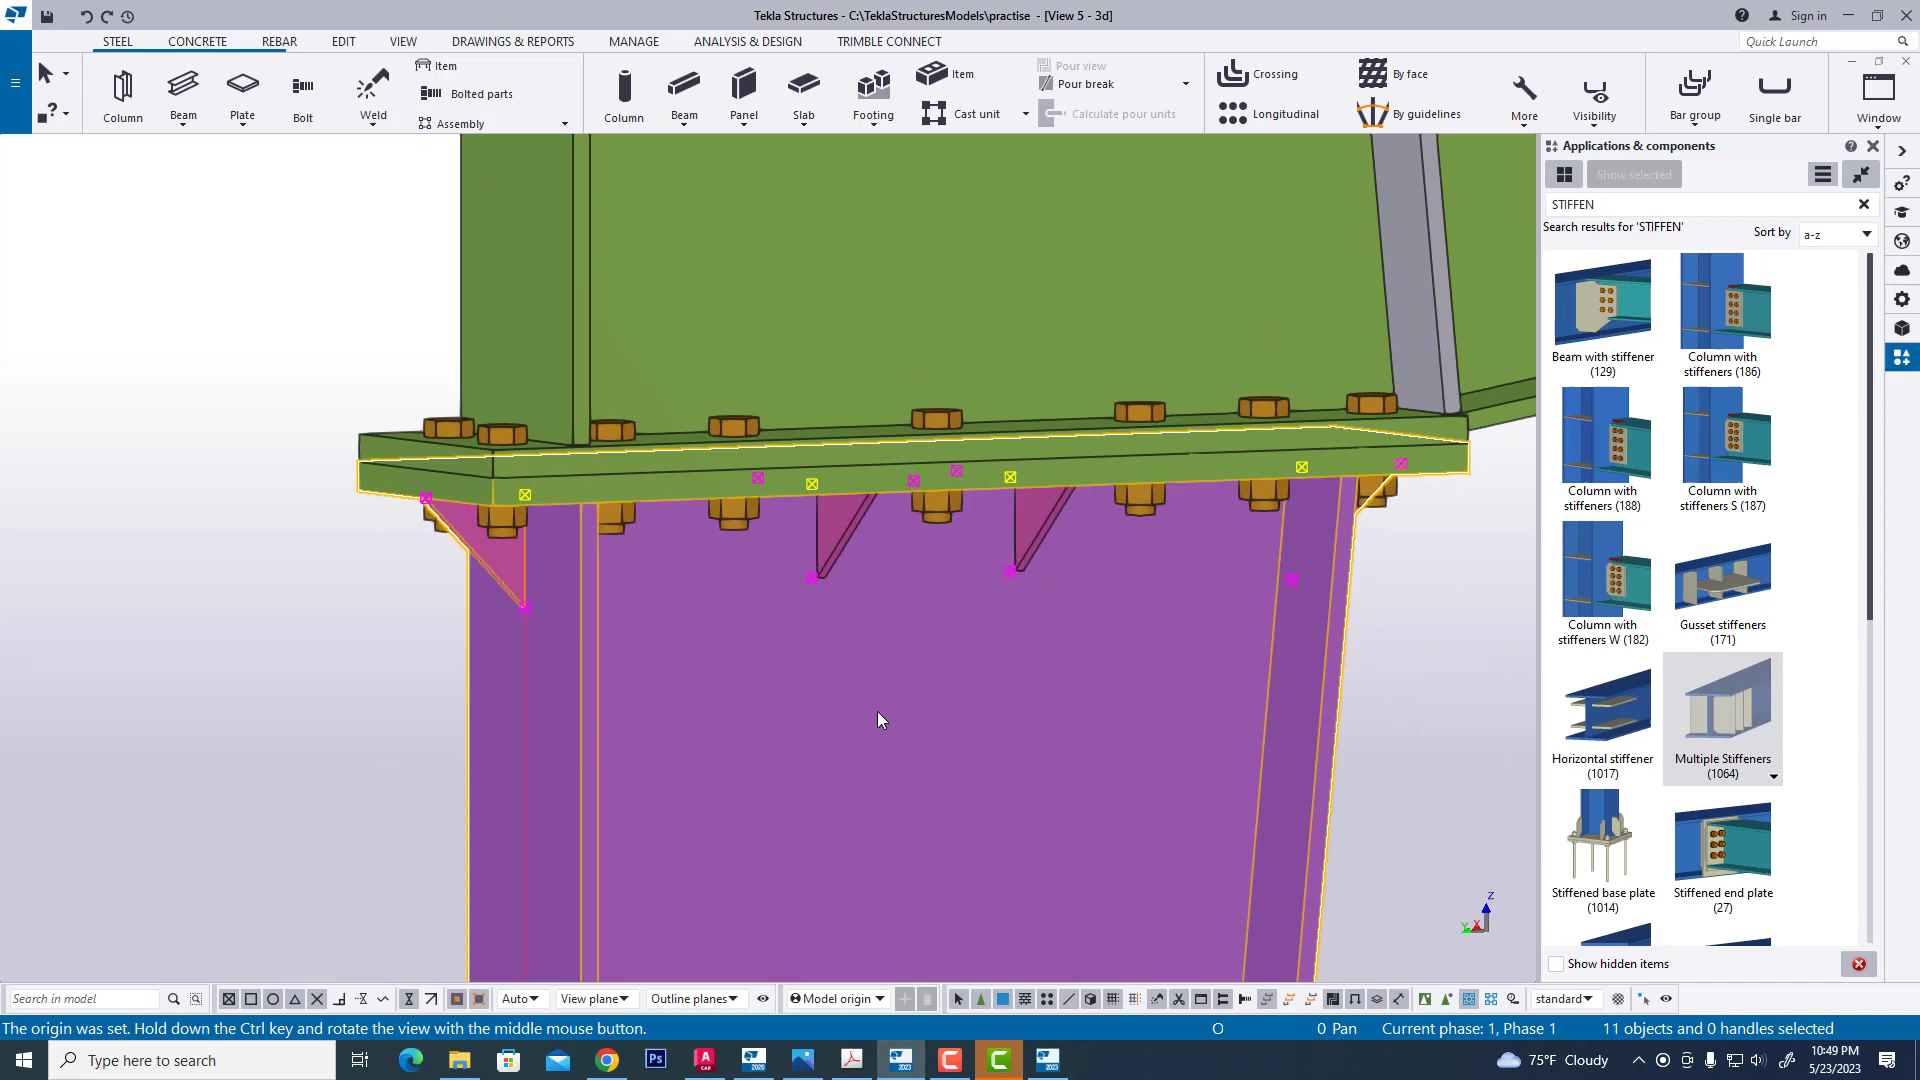 Tekla Structures - C:\TeklaStructuresModels\practise - [View 5 - 3d]
Sign in
STEEL CONCRETE REBAR EDIT VIEW DRAWINGS & REPORTS MANAGE ANALYSIS & DESIGN TRIMBLE CONNECT
Quick Launch
Column
Beam
Plate
Bolt
Weld
Item
Bolted parts
Assembly
Column
Beam
Panel
Slab
Footing
Item
Cast unit
Pour view
Pour break
Calculate pour units
Crossing
Longitudinal
By face
By guidelines
More
Visibility
Bar group
Single bar
Window
Applications & components
Show selected
STIFFEN
Search results for 'STIFFEN'
Sort by
a-z
Beam with stiffener
(129)
Column with
stiffeners (186)
Column with
stiffeners (188)
Column with
stiffeners S (187)
Column with
stiffeners W (182)
Gusset stiffeners
(171)
Horizontal stiffener
(1017)
Multiple Stiffeners
(1064)
Stiffened base plate
(1014)
Stiffened end plate
(27)
Show hidden items
Z
Y
X
Search in model
Auto
View plane
Outline planes
Model origin
standard
The origin was set. Hold down the Ctrl key and rotate the view with the middle mouse button.
O
0 Pan
Current phase: 1, Phase 1
11 objects and 0 handles selected
Type here to search
Ps
A
CAD
2020
2023
C
C
2023
75°F Cloudy
10:49 PM
5/23/2023